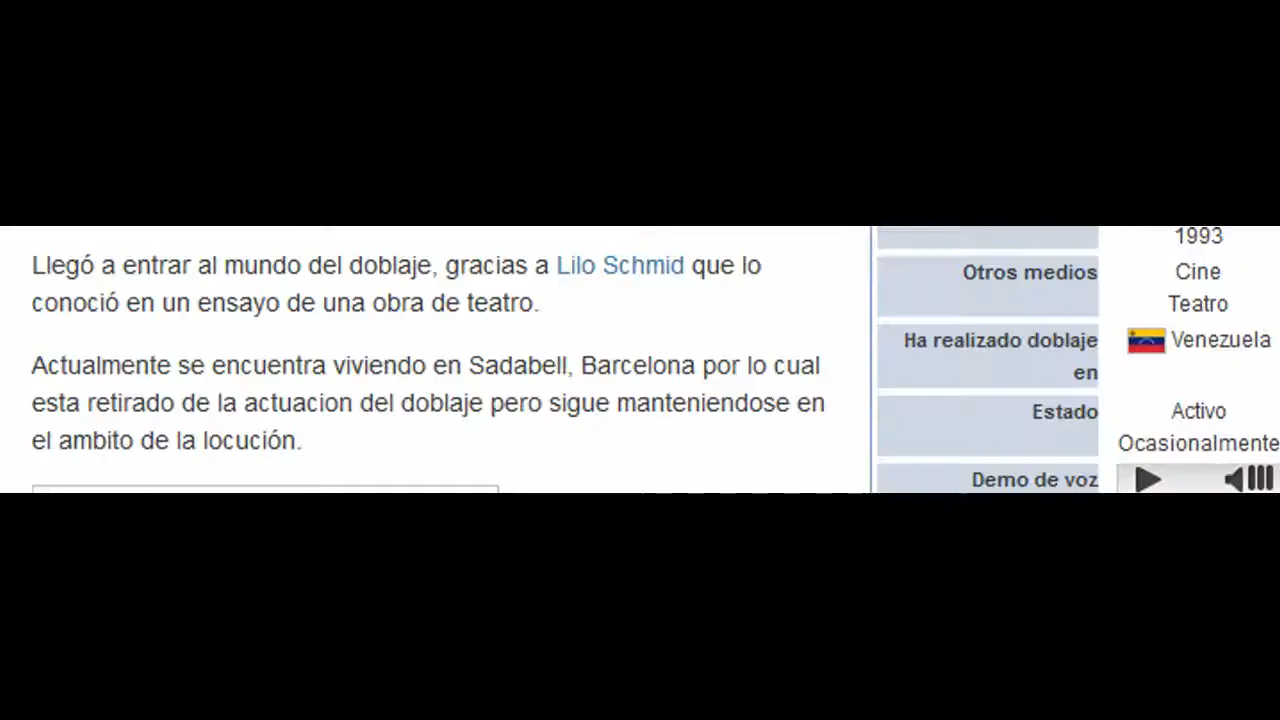 Llegó a entrar al mundo del doblaje, gracias a Lilo Schmid que lo
conoció en un ensayo de una obra de teatro.
Actualmente se encuentra viviendo en Sadabell, Barcelona por lo cual
esta retirado de la actuacion del doblaje pero sigue manteniendose en
el ambito de la locución.
1993
Otros medios Cine
Teatro
Ha realizado doblaje Venezuela
en
Estado Activo
Ocasionalmente
Demo de voz